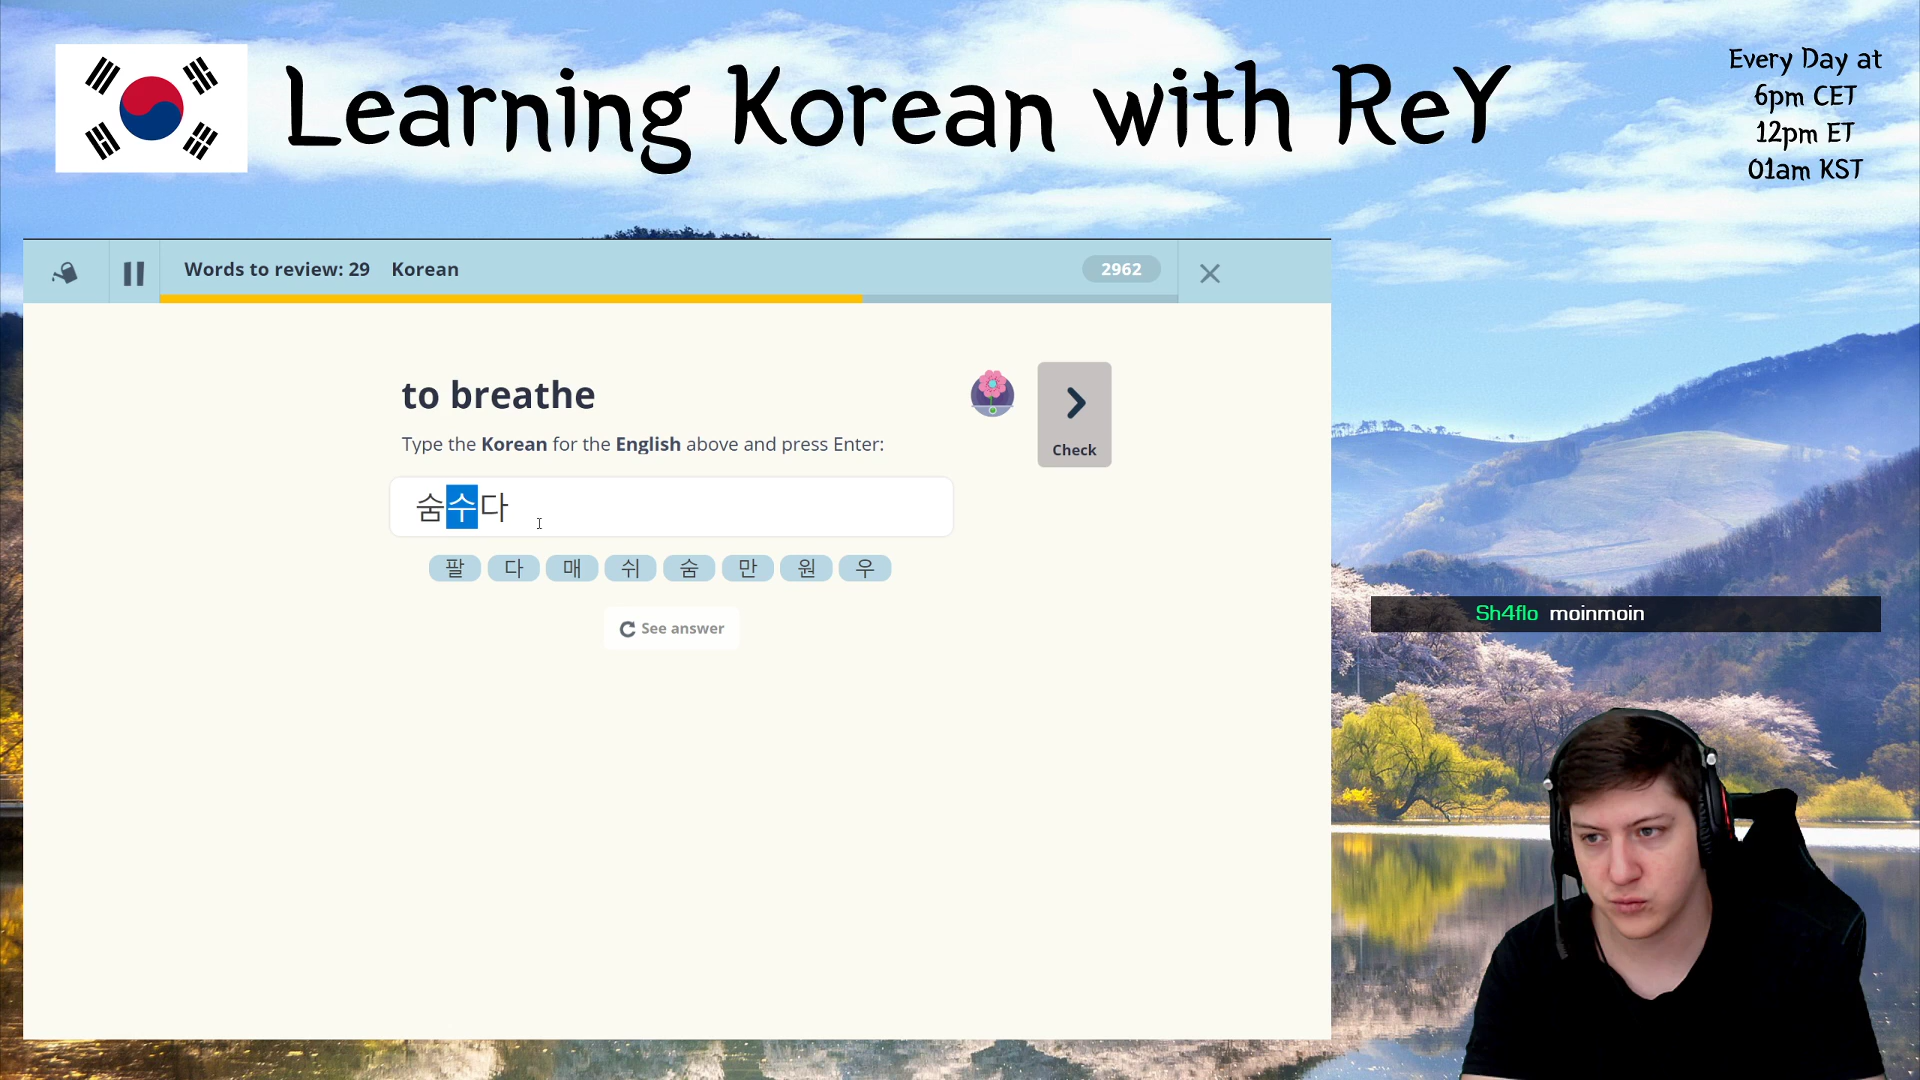 Learning Korean with ReY
Every Day at
6pm CET
12pm ET
01am KST
Words to review: 29 Korean
2962
to breathe
Type the Korean for the English above and press Enter:
Check
숨수다
팔 다 매 쉬 숨 만 원 우
See answer
Sh4flo moinmoin